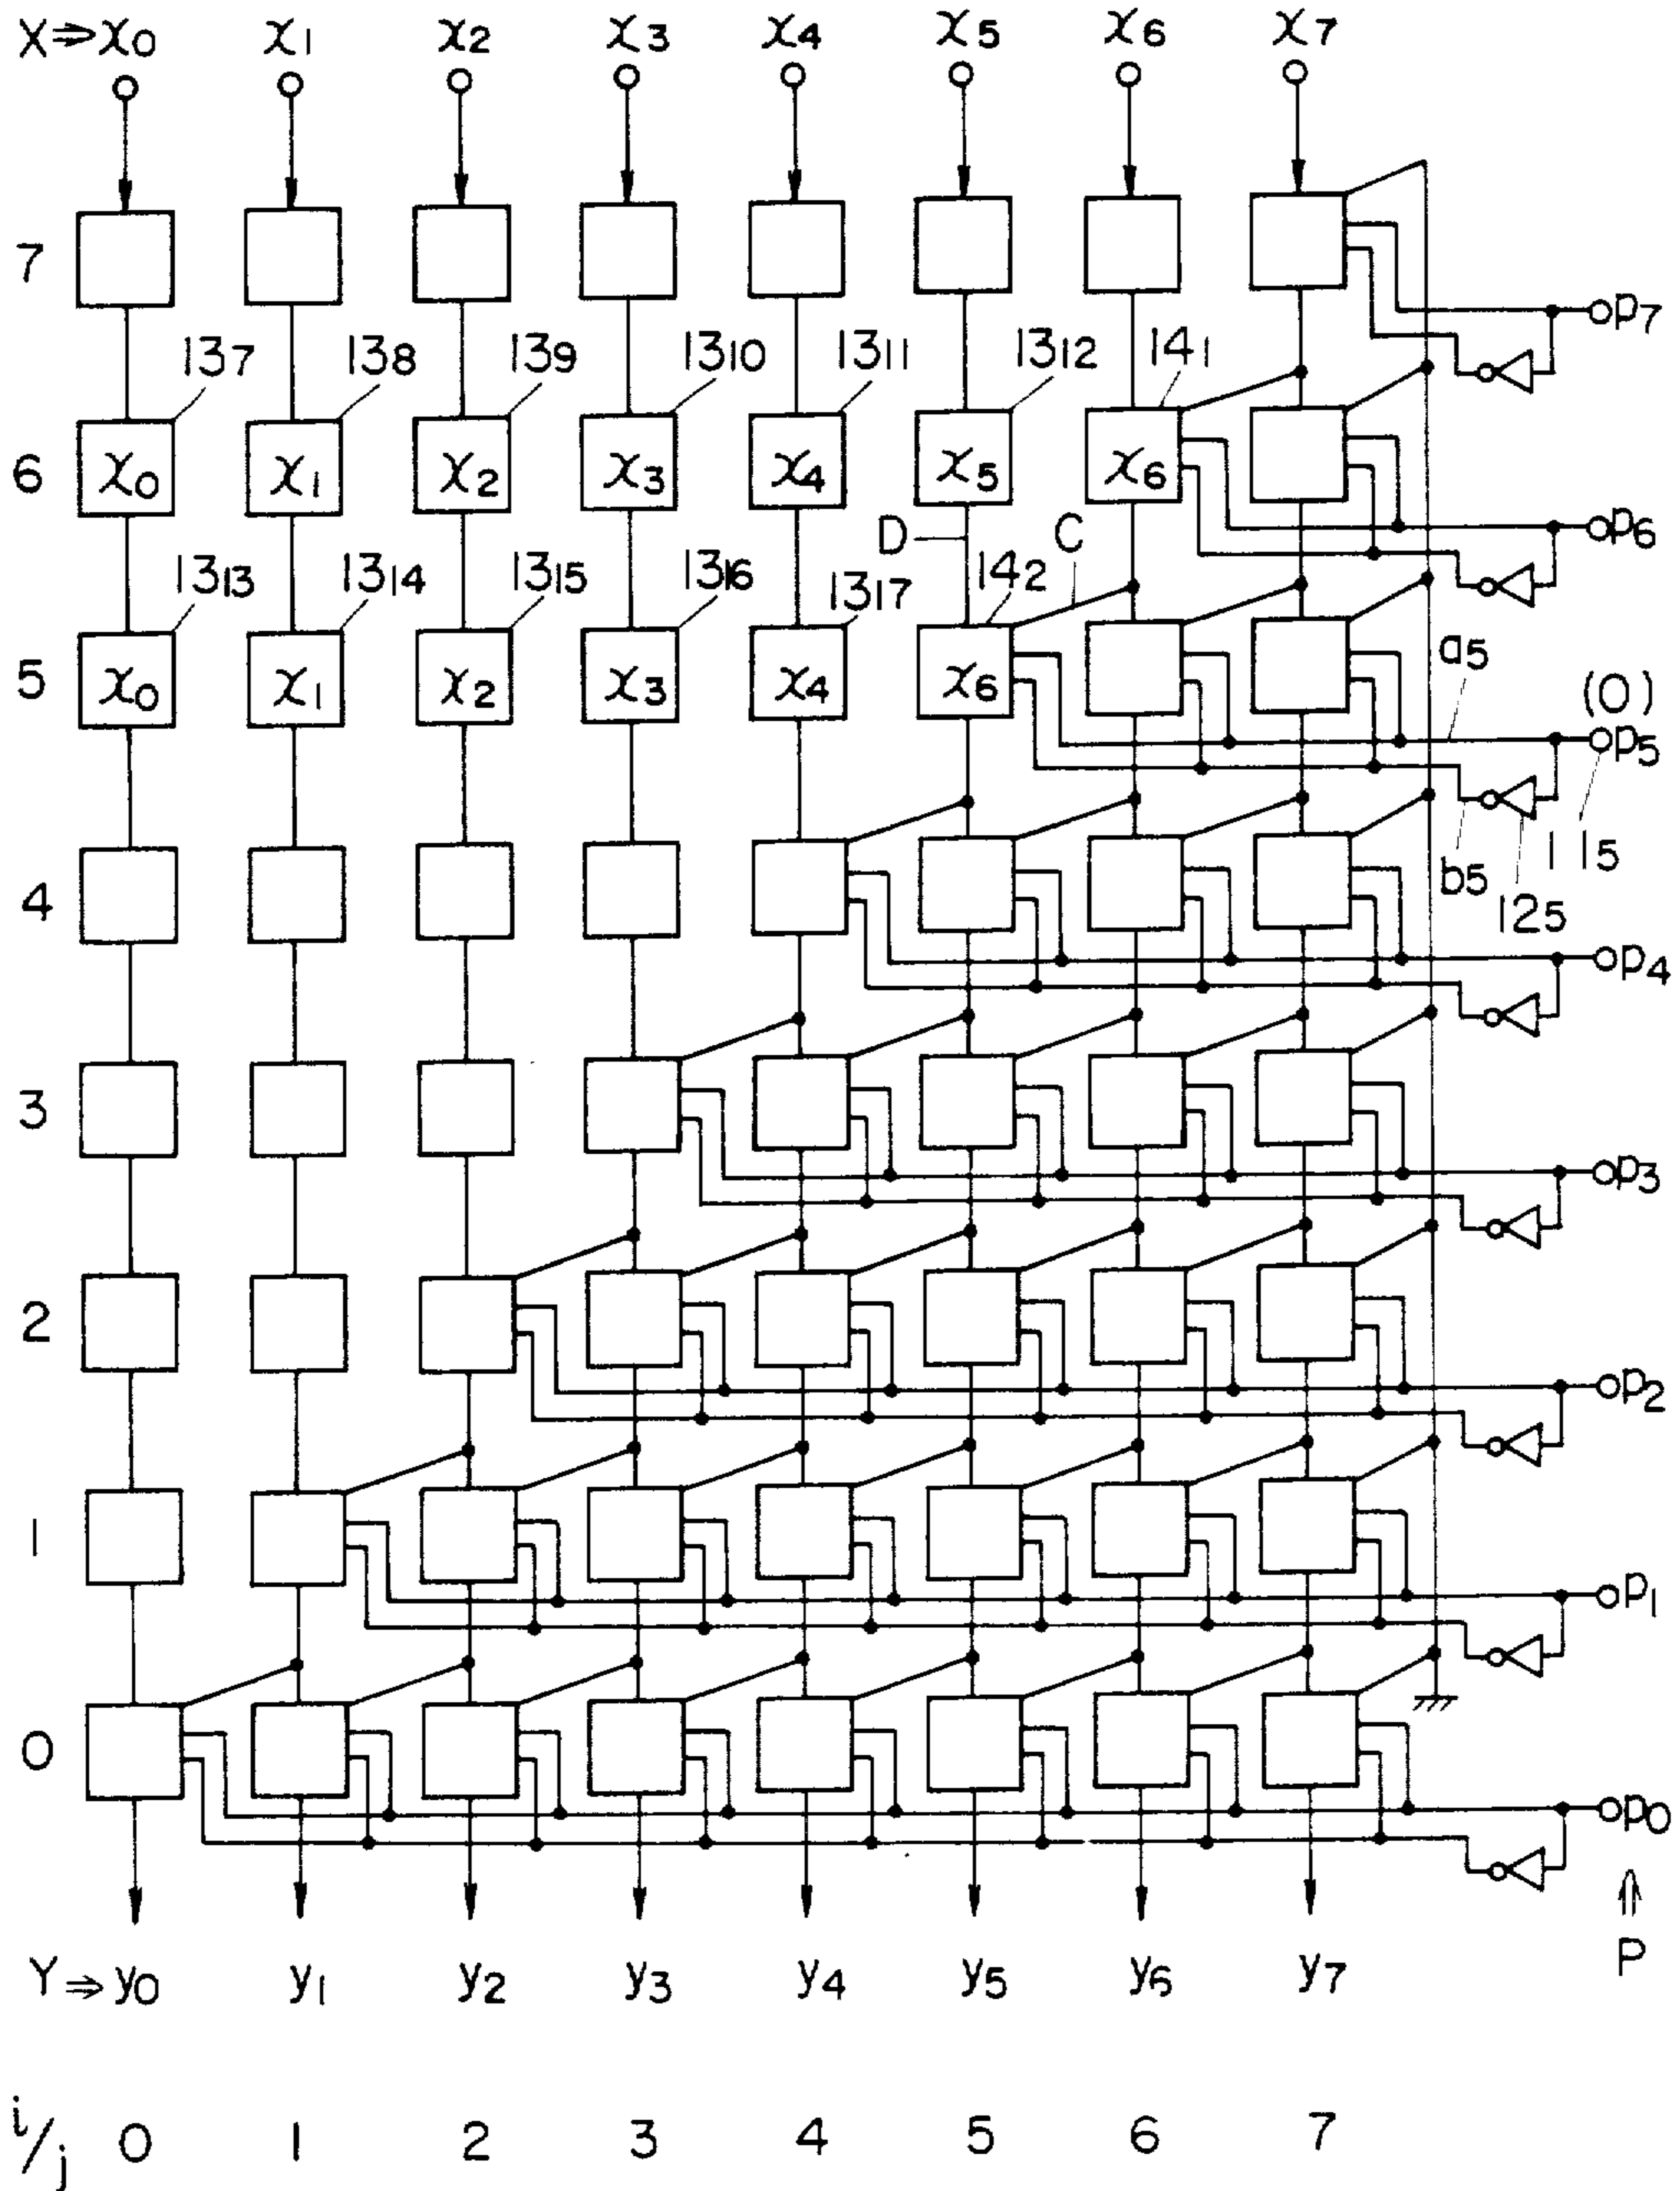 X⇒x0 x1 x2 x3 x4 x5 x6 x7
7
p7
137 138 139 1310 1311 1312 141
6 x0 x1 x2 x3 x4 x5 x6
p6
D C
1313 1314 1315 1316 1317 142
5 x0 x1 x2 x3 x4 x6
a5 (0)
p5
b5 125 115
4
p4
3
p3
2
p2
1
p1
0
p0
Y⇒y0 y1 y2 y3 y4 y5 y6 y7
⇑
P
i/j 0 1 2 3 4 5 6 7